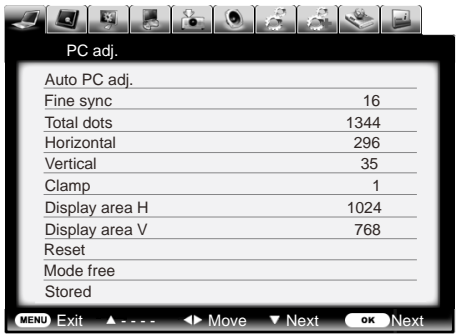 PC adj.
Auto PC adj.
Fine sync 16
Total dots 1344
Horizontal 296
Vertical 35
Clamp 1
Display area H 1024
Display area V 768
Reset
Mode free
Stored
MENU Exit ▲ - - - - ◀▶ Move ▼ Next OK Next